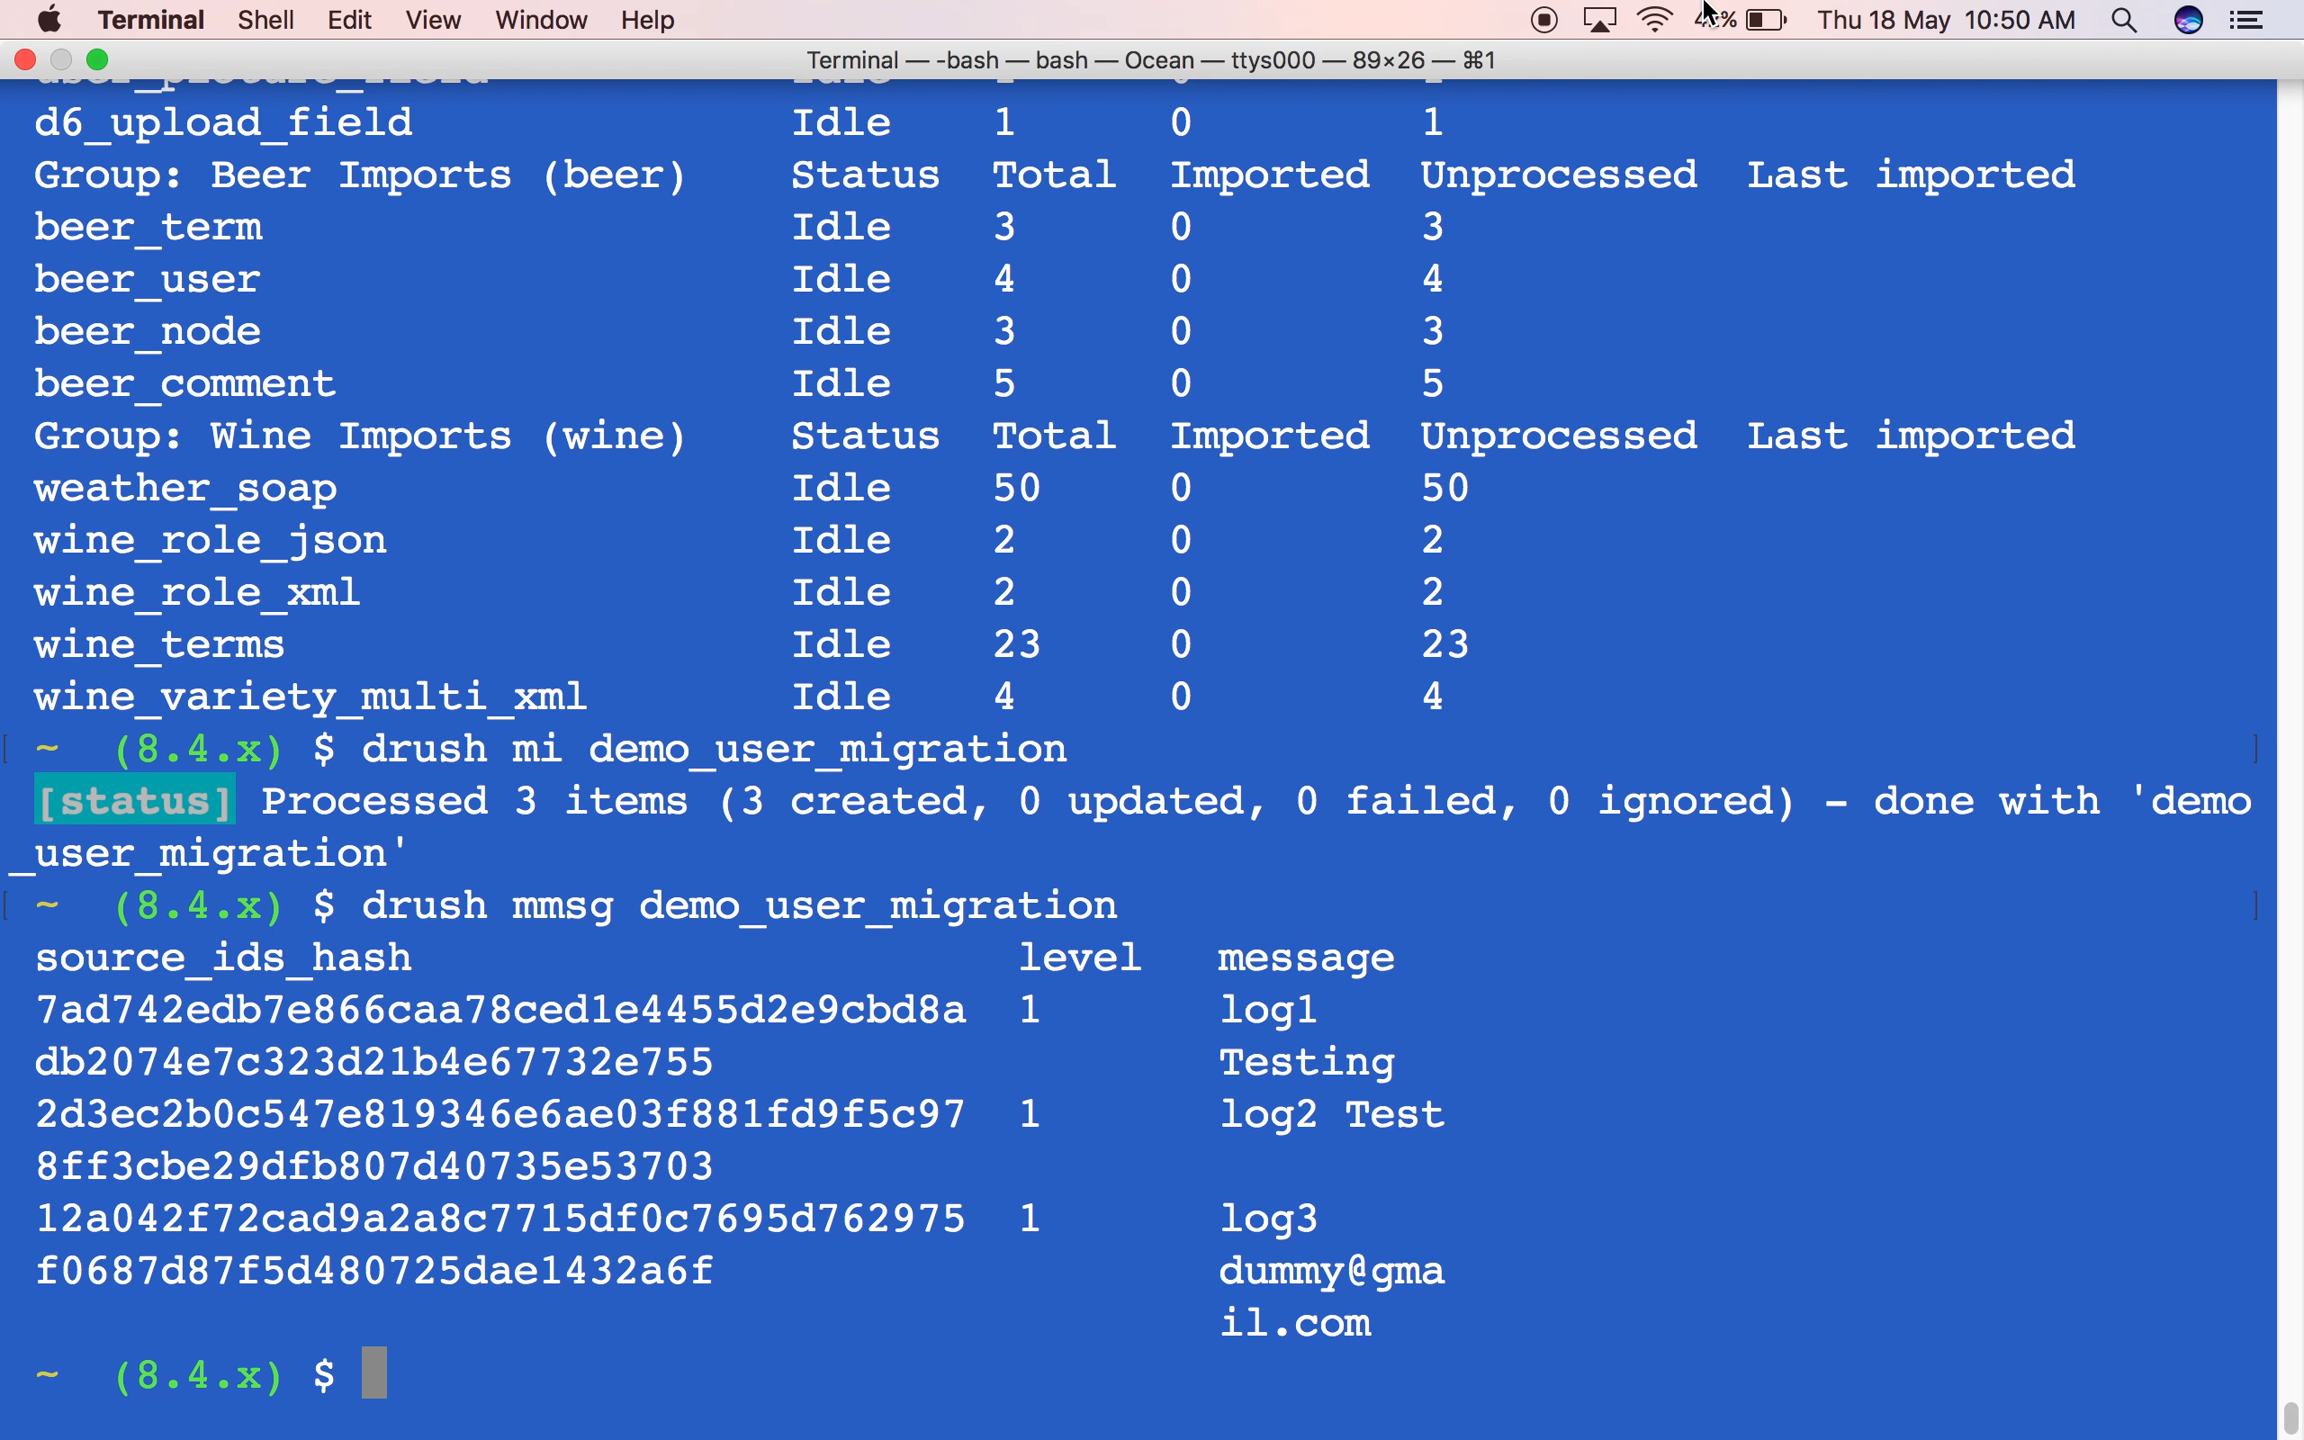 Terminal Shell Edit View Window Help Thu 18 May 10:50 AM
Terminal — -bash — bash — Ocean — ttys000 — 89×26 — ⌘1
d6_upload_field Idle 1 0 1
Group: Beer Imports (beer) Status Total Imported Unprocessed Last imported
beer_term Idle 3 0 3
beer_user Idle 4 0 4
beer_node Idle 3 0 3
beer_comment Idle 5 0 5
Group: Wine Imports (wine) Status Total Imported Unprocessed Last imported
weather_soap Idle 50 0 50
wine_role_json Idle 2 0 2
wine_role_xml Idle 2 0 2
wine_terms Idle 23 0 23
wine_variety_multi_xml Idle 4 0 4
[ ~ (8.4.x) $ drush mi demo_user_migration ]
[status] Processed 3 items (3 created, 0 updated, 0 failed, 0 ignored) - done with 'demo
_user_migration'
[ ~ (8.4.x) $ drush mmsg demo_user_migration ]
source_ids_hash level message
7ad742edb7e866caa78ced1e4455d2e9cbd8a 1 log1
db2074e7c323d21b4e67732e755 Testing
2d3ec2b0c547e819346e6ae03f881fd9f5c97 1 log2 Test
8ff3cbe29dfb807d40735e53703
12a042f72cad9a2a8c7715df0c7695d762975 1 log3
f0687d87f5d480725dae1432a6f dummy@gma
il.com
~ (8.4.x) $